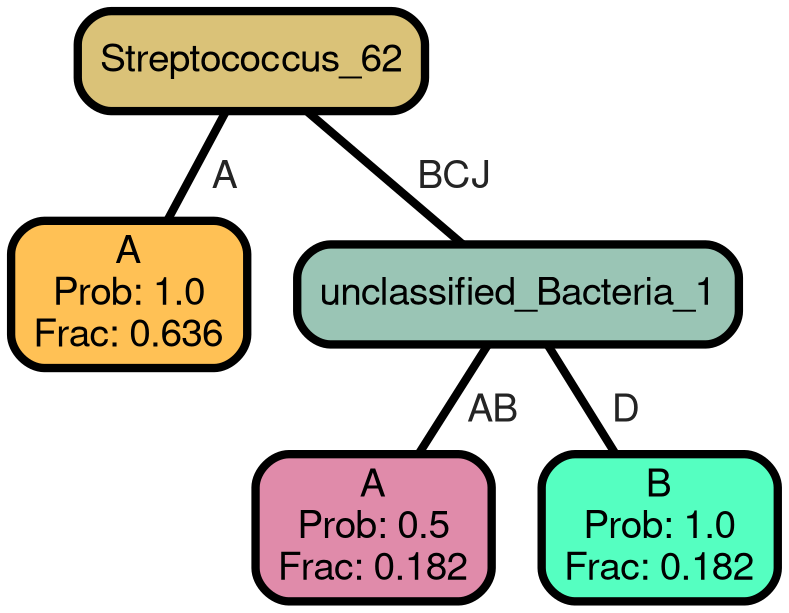 Streptococcus_62
A
BCJ
A
Prob: 1.0
Frac: 0.636
unclassified_Bacteria_1
AB
D
A
Prob: 0.5
Frac: 0.182
B
Prob: 1.0
Frac: 0.182